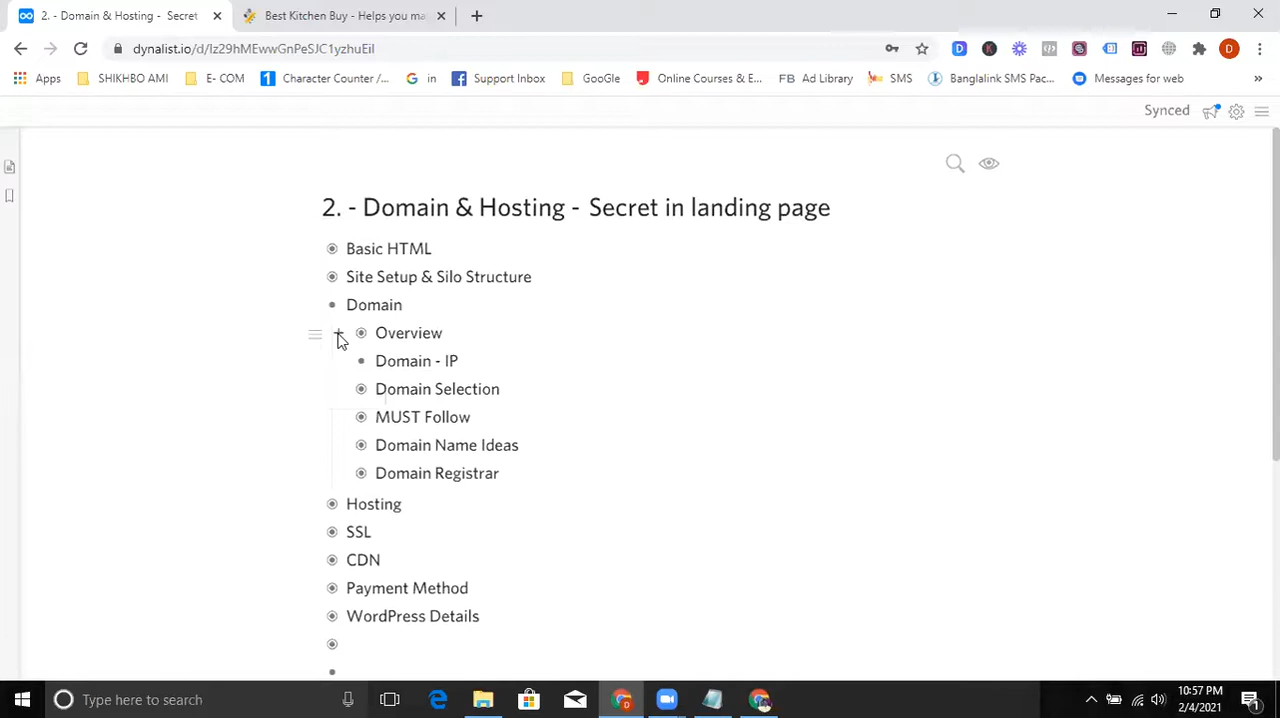 2. - Domain & Hosting - Secret
Best Kitchen Buy - Helps you ma
dynalist.io/d/Iz29hMEwwGnPeSJC1yzhuEil
Apps SHIKHBO AMI E- COM Character Counter /... in Support Inbox GooGle Online Courses & E... FB Ad Library SMS Banglalink SMS Pac... Messages for web »
Synced
2. - Domain & Hosting - Secret in landing page
Basic HTML
Site Setup & Silo Structure
Domain
Overview
Domain - IP
Domain Selection
MUST Follow
Domain Name Ideas
Domain Registrar
Hosting
SSL
CDN
Payment Method
WordPress Details
Type here to search
10:57 PM
2/4/2021